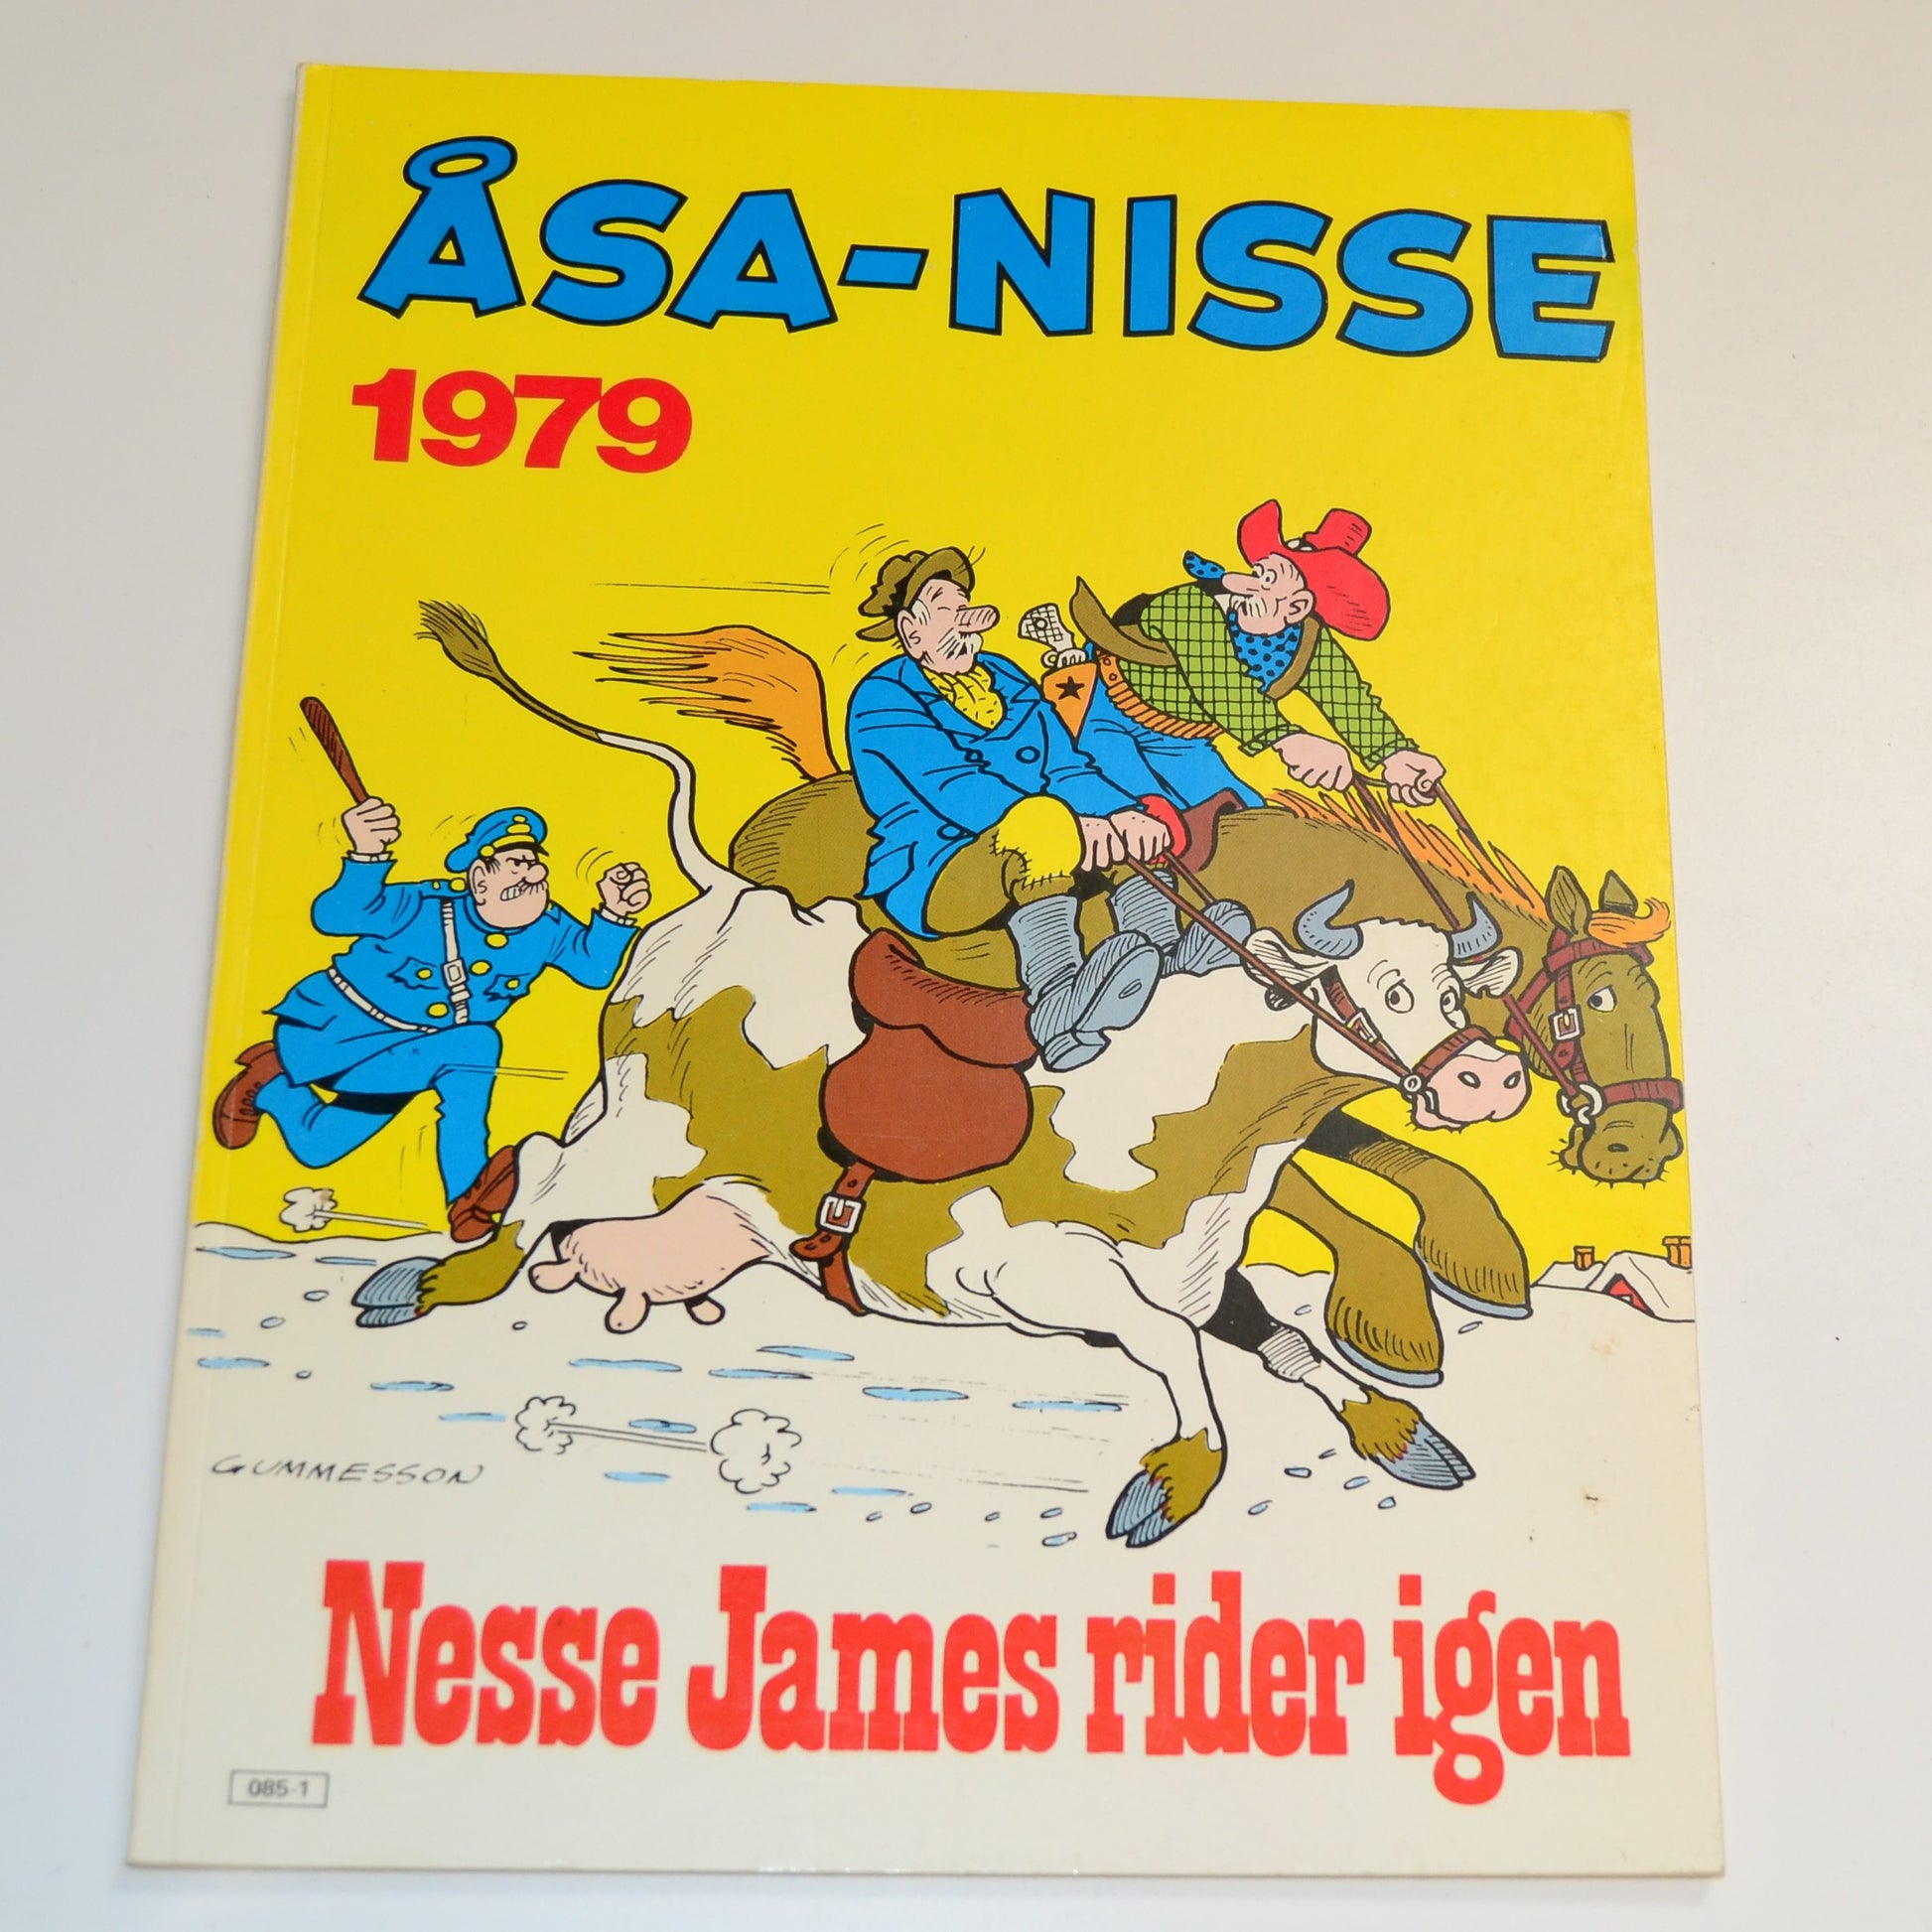 ÅSA-NISSE
1979
GUMMESSON
Nesse James rider igen
085-1